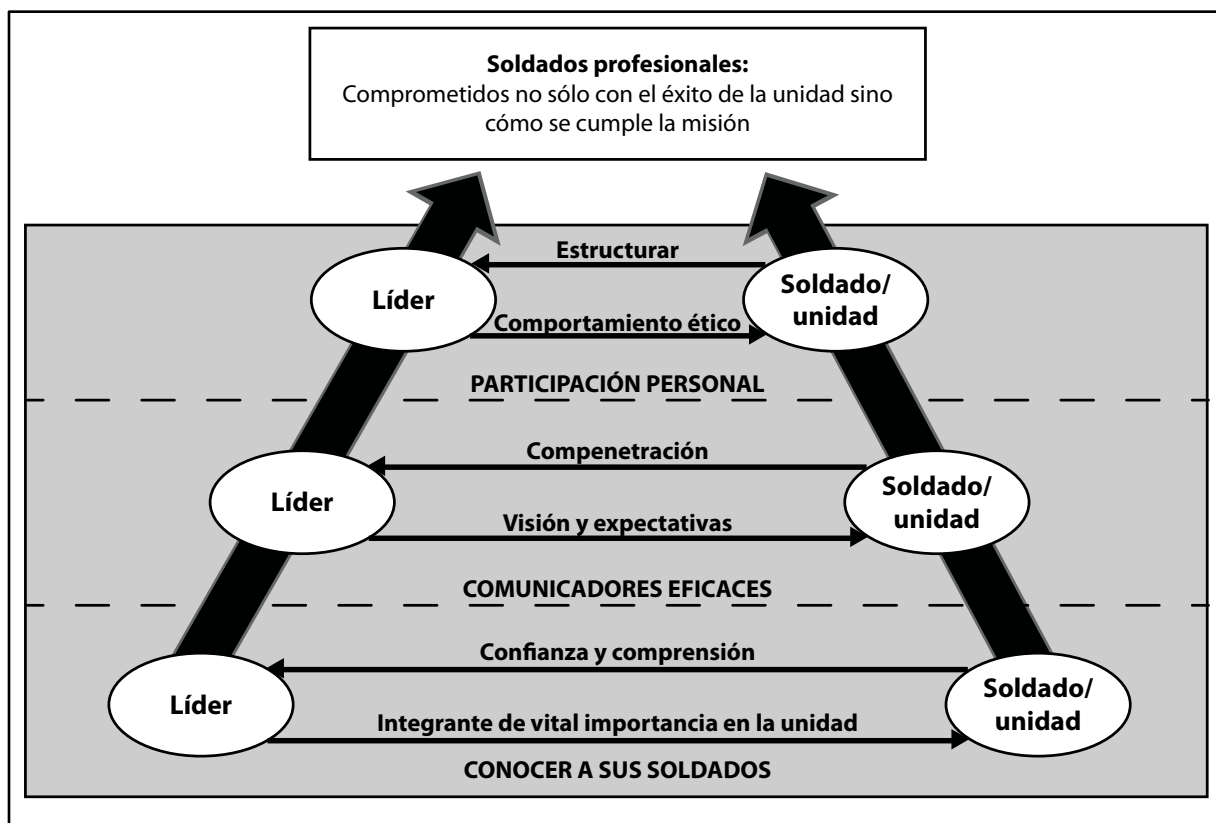 Soldados profesionales:
Comprometidos no sólo con el éxito de la unidad sino
cómo se cumple la misión
Estructurar
Líder
Soldado/
unidad
Comportamiento ético
PARTICIPACIÓN PERSONAL
Compenetración
Líder
Soldado/
unidad
Visión y expectativas
COMUNICADORES EFICACES
Confianza y comprensión
Líder
Soldado/
unidad
Integrante de vital importancia en la unidad
CONOCER A SUS SOLDADOS